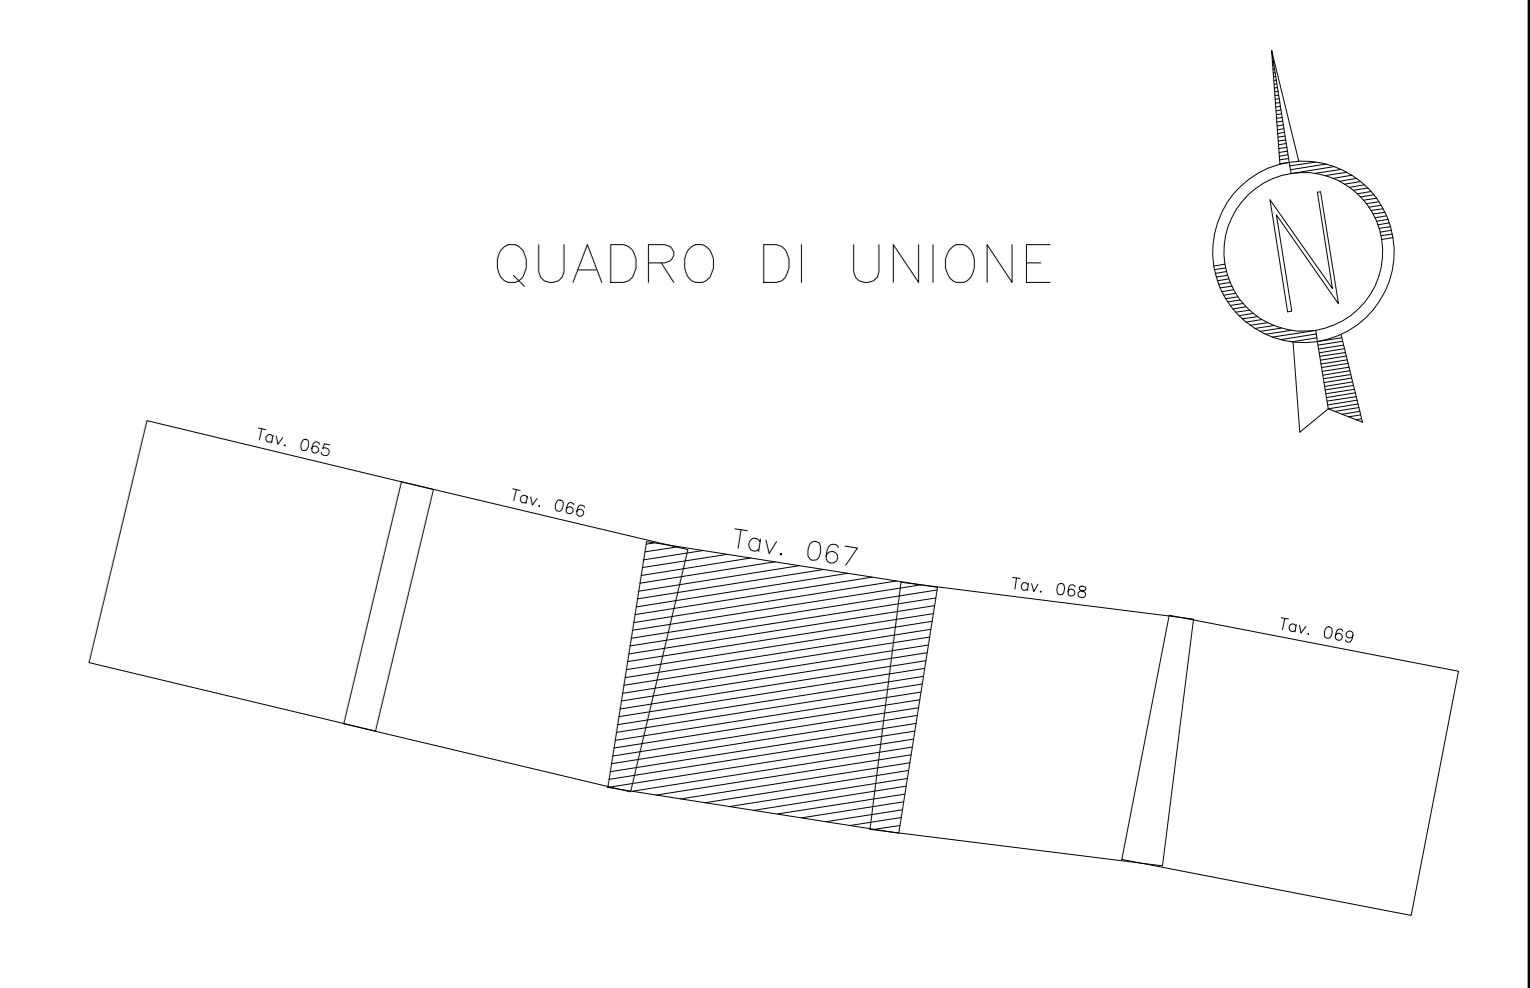 N
QUADRO DI UNIONE
Tav. 065
Tav. 066
Tav. 067
Tav. 068
Tav. 069